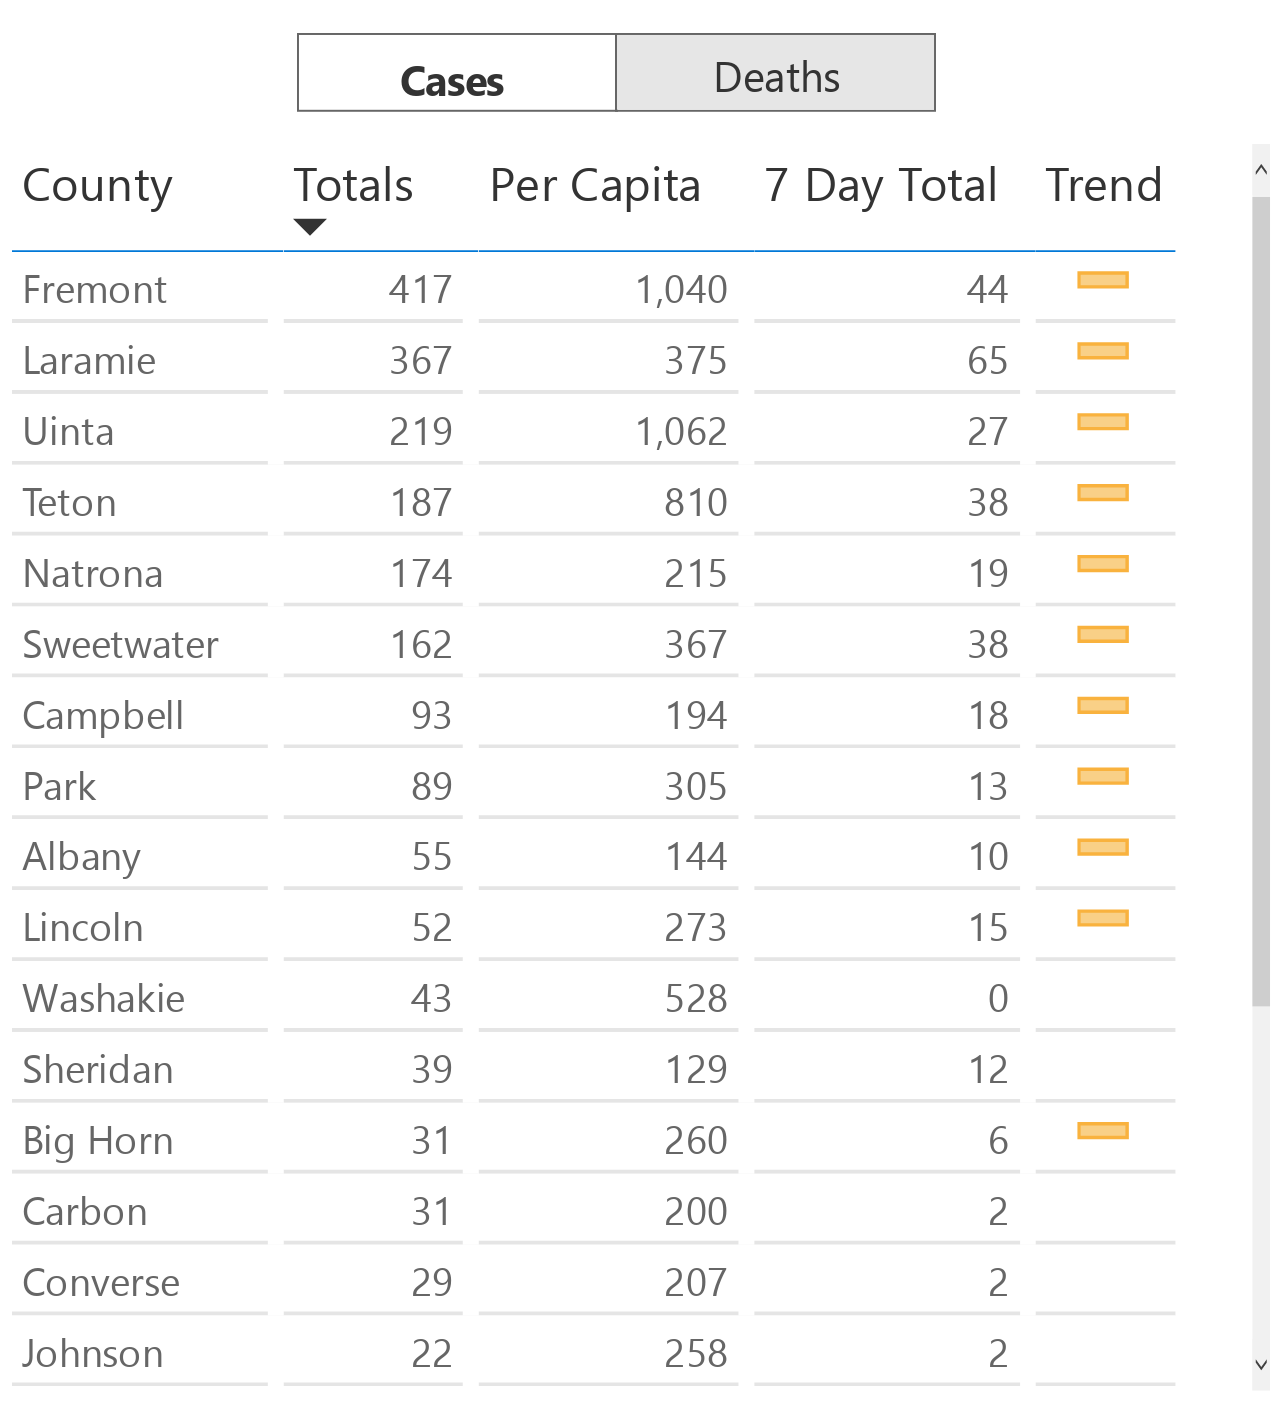 Cases Deaths
County Totals Per Capita 7 Day Total Trend
Fremont 417 1,040 44
Laramie 367 375 65
Uinta 219 1,062 27
Teton 187 810 38
Natrona 174 215 19
Sweetwater 162 367 38
Campbell 93 194 18
Park 89 305 13
Albany 55 144 10
Lincoln 52 273 15
Washakie 43 528 0
Sheridan 39 129 12
Big Horn 31 260 6
Carbon 31 200 2
Converse 29 207 2
Johnson 22 258 2